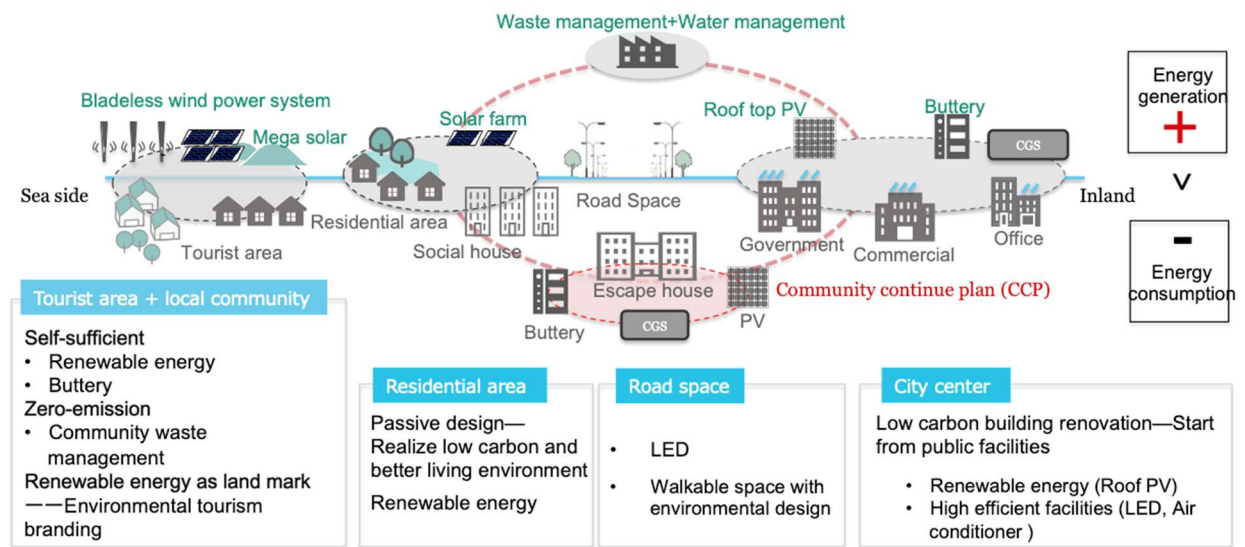 Waste management+Water management
Bladeless wind power system
Mega solar
Solar farm
Roof top PV
Buttery
CGS
Energy
generation
+
Sea side
Tourist area
Residential area
Social house
Road Space
Government
Commercial
Office
Inland
<
-
Energy
consumption
Escape house
Buttery
CGS
PV
Community continue plan (CCP)
Tourist area + local community
Self-sufficient
• Renewable energy
• Buttery
Zero-emission
• Community waste
management
Renewable energy as land mark
——Environmental tourism
branding
Residential area
Passive design—
Realize low carbon and
better living environment
Renewable energy
Road space
• LED
• Walkable space with
environmental design
City center
Low carbon building renovation—Start
from public facilities
• Renewable energy (Roof PV)
• High efficient facilities (LED, Air
conditioner )